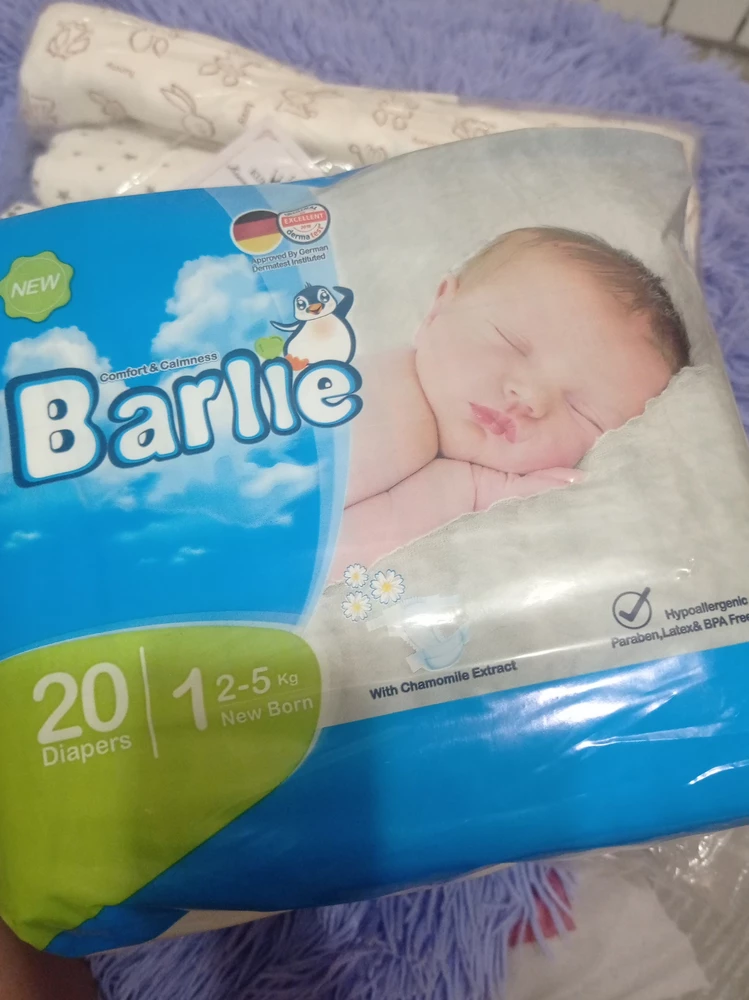 NEW
EXCELLENT
dermatest
Approved By German
Dermatest Instituted
Comfort & Calmness
Barlie
20
Diapers
1
2-5 Kg
New Born
With Chamomile Extract
Hypoallergenic
Paraben,Latex& BPA Free